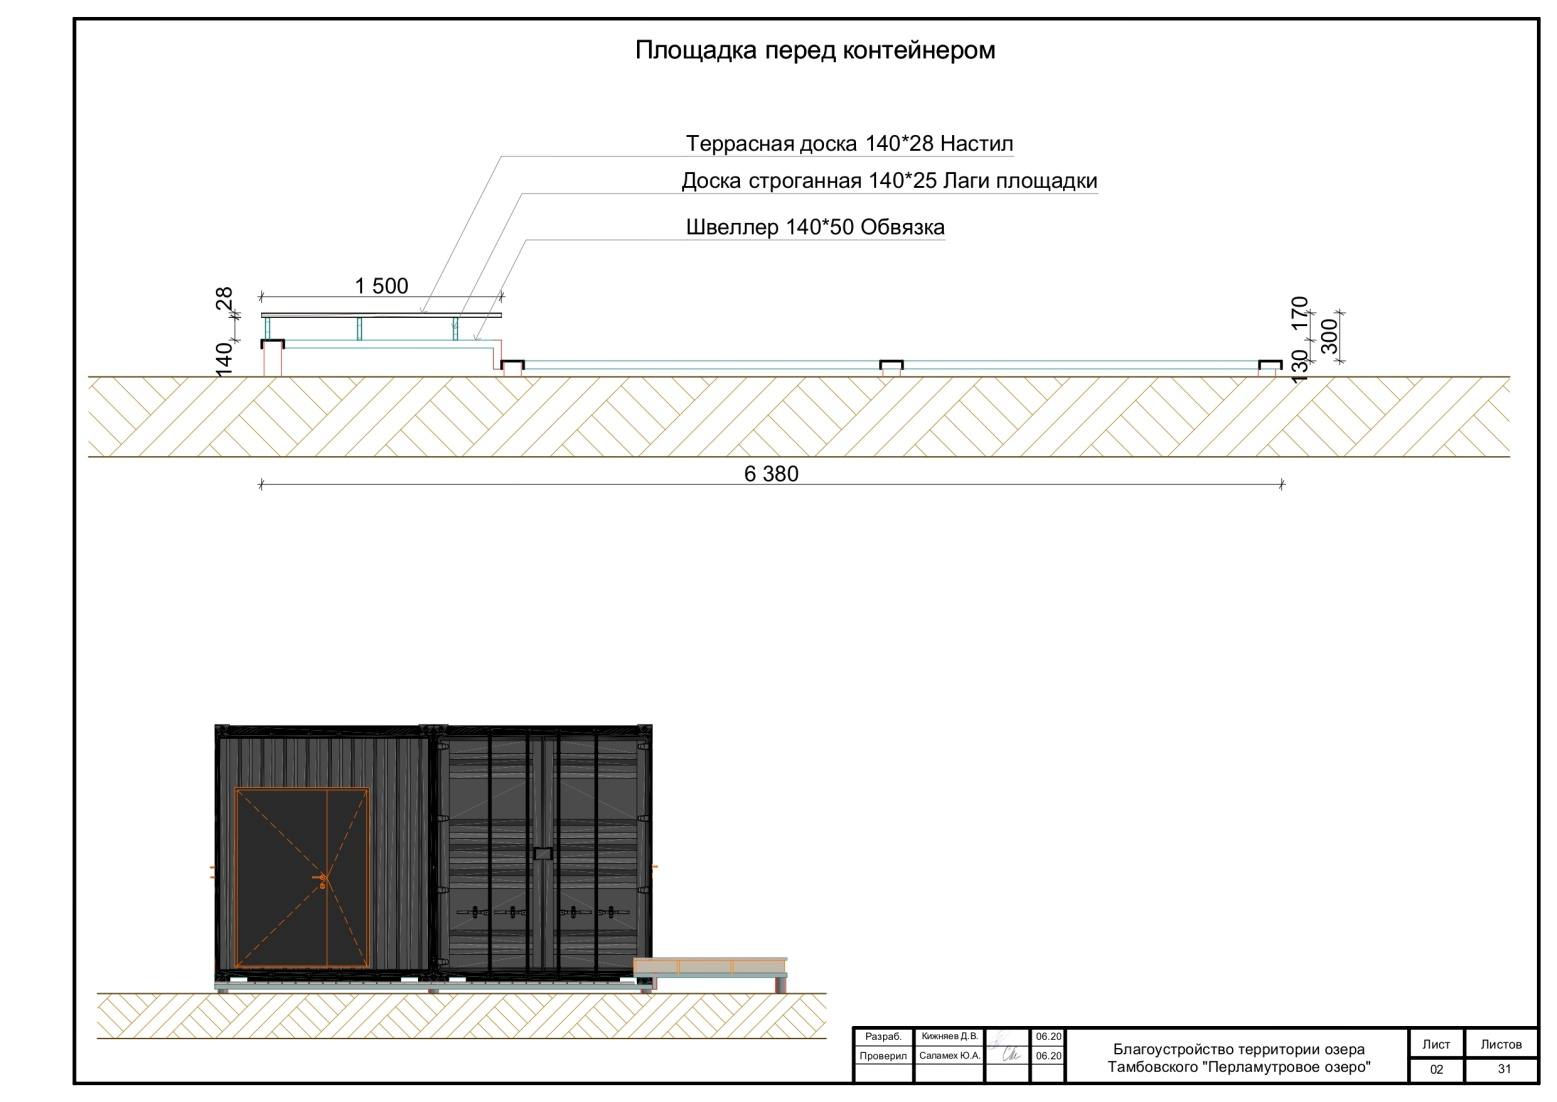 Площадка перед контейнером
Террасная доска 140*28 Настил
Доска строганная 140*25 Лаги площадки
Швеллер 140*50 Обвязка
1 500
28
140
170
300
130
6 380
Разраб. Кижняев Д.В. 06.20
Проверил Саламех Ю.А. 06.20
Благоустройство территории озера
Тамбовского "Перламутровое озеро"
Лист Листов
02 31